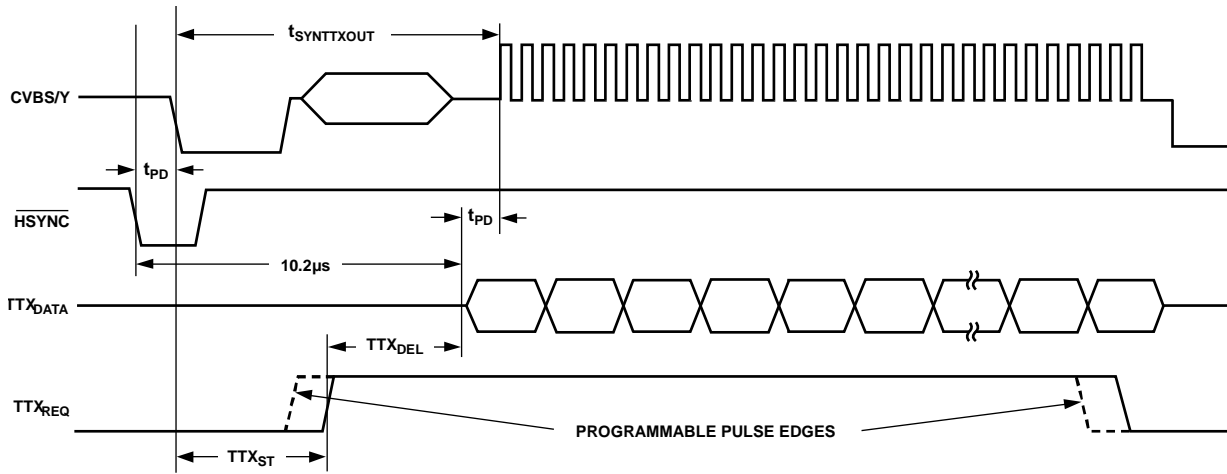 tSYNTTXOUT
CVBS/Y
tPD
HSYNC
tPD
10.2µs
TTXDATA
TTXDEL
TTXREQ
PROGRAMMABLE PULSE EDGES
TTXST